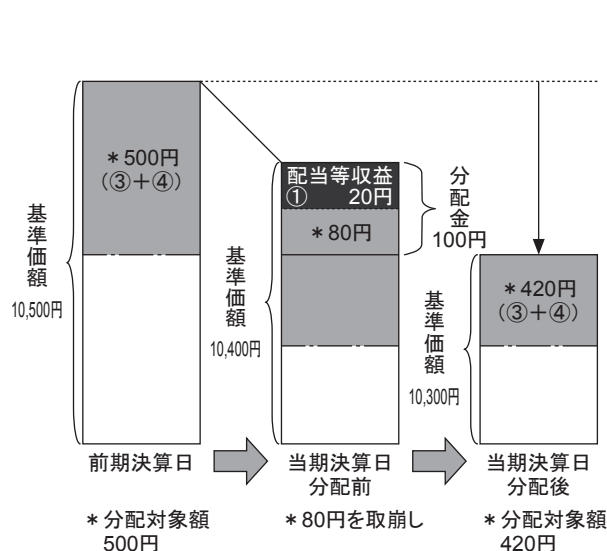 基準価額
10,500円
＊500円
（③＋④）
前期決算日
＊分配対象額
500円
基準価額
10,400円
配当等収益
① 20円
＊80円
分配金
100円
当期決算日
分配前
＊80円を取崩し
基準価額
10,300円
＊420円
（③＋④）
当期決算日
分配後
＊分配対象額
420円